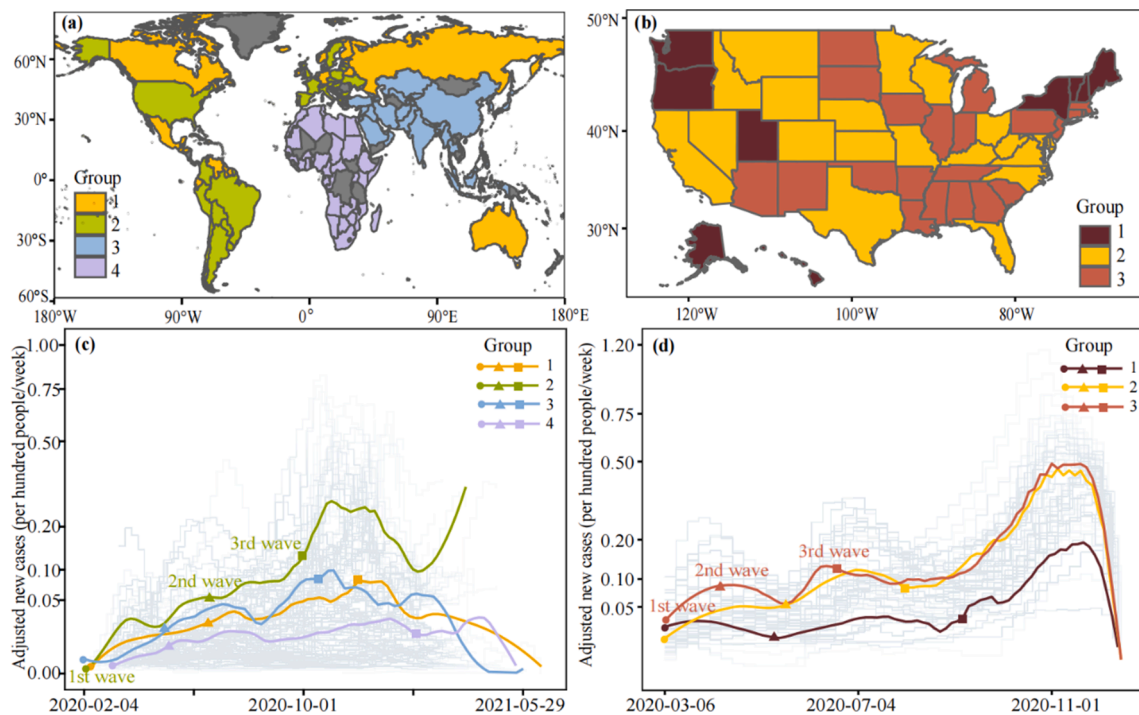 (a)
60°N
30°N
0°
30°S
60°S
Group
1
2
3
4
180°W
90°W
0°
90°E
180°E
(b)
50°N
40°N
30°N
Group
1
2
3
120°W
100°W
80°W
(c)
Adjusted new cases (per hundred people/week)
1.00
0.75
0.50
0.20
0.10
0.05
0.00
Group
1
2
3
4
3rd wave
2nd wave
1st wave
2020-02-04
2020-10-01
2021-05-29
(d)
Adjusted new cases (per hundred people/week)
1.20
0.75
0.50
0.20
0.10
0.05
0.00
Group
1
2
3
3rd wave
2nd wave
1st wave
2020-03-06
2020-07-04
2020-11-01